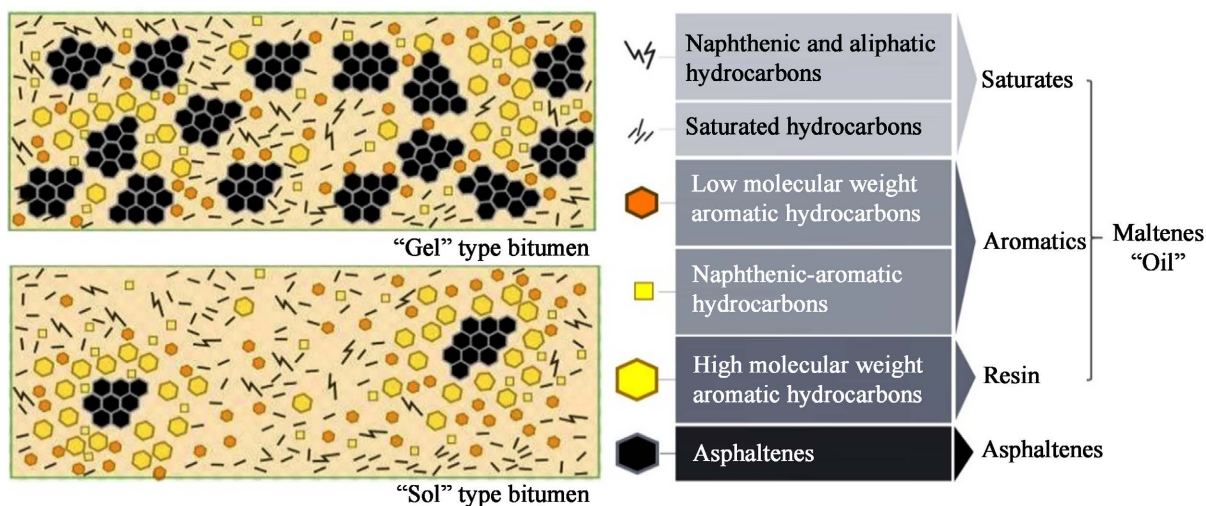 “Gel” type bitumen
“Sol” type bitumen
Naphthenic and aliphatic
hydrocarbons
Saturated hydrocarbons
Low molecular weight
aromatic hydrocarbons
Naphthenic-aromatic
hydrocarbons
High molecular weight
aromatic hydrocarbons
Asphaltenes
Saturates
Aromatics
Resin
Asphaltenes
Maltenes
“Oil”